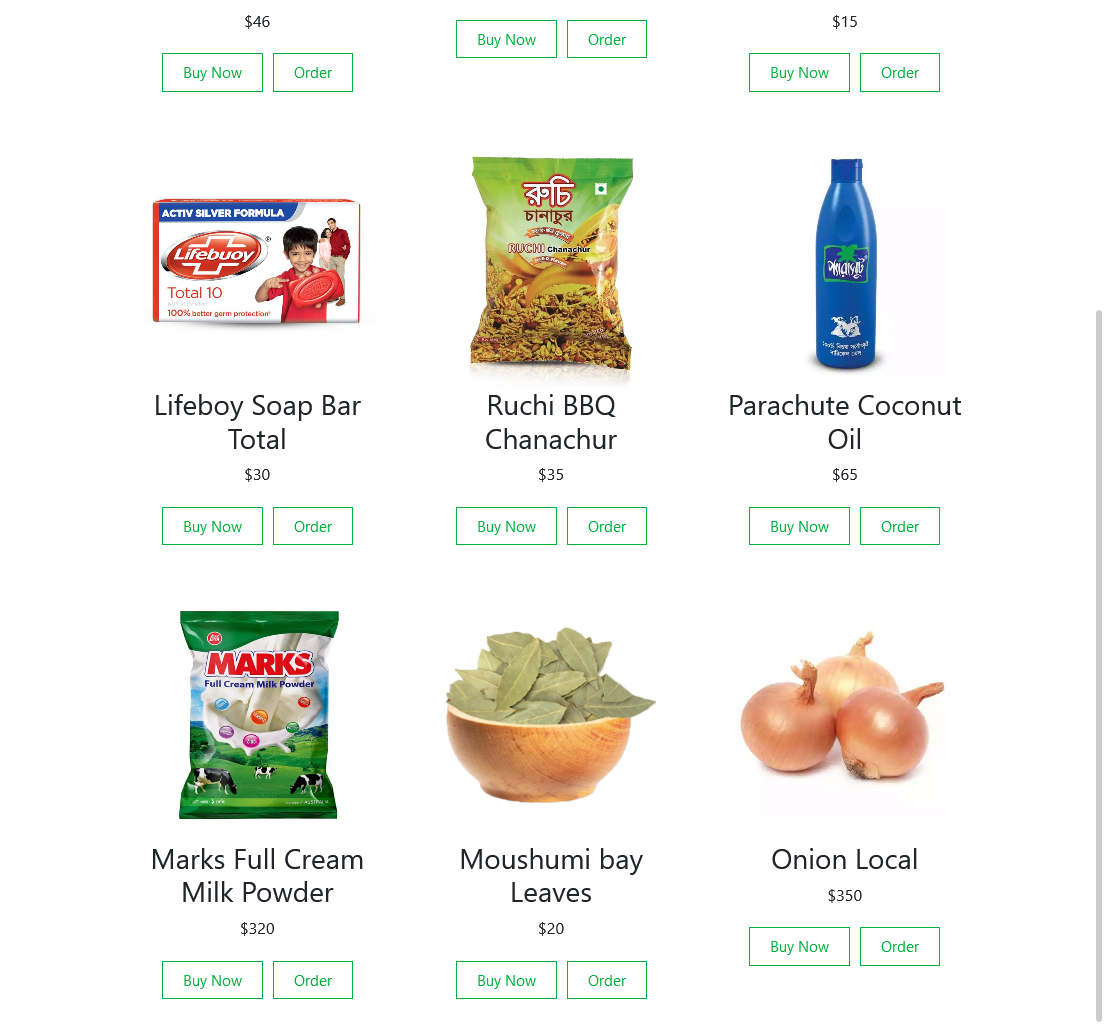 $46
$15
Buy Now
Order
Buy Now
Order
Buy Now
Order
ACTIV SILVER FORMULA
Lifebuoy
Total 10
100% better germ protection*
রুচি
চানাচুর
RUCHI Chanachur
প্যারাসুট
Lifeboy Soap Bar
Total
$30
Buy Now
Order
Ruchi BBQ
Chanachur
$35
Buy Now
Order
Parachute Coconut
Oil
$65
Buy Now
Order
MARKS
Full Cream Milk Powder
Marks Full Cream
Milk Powder
$320
Buy Now
Order
Moushumi bay
Leaves
$20
Buy Now
Order
Onion Local
$350
Buy Now
Order